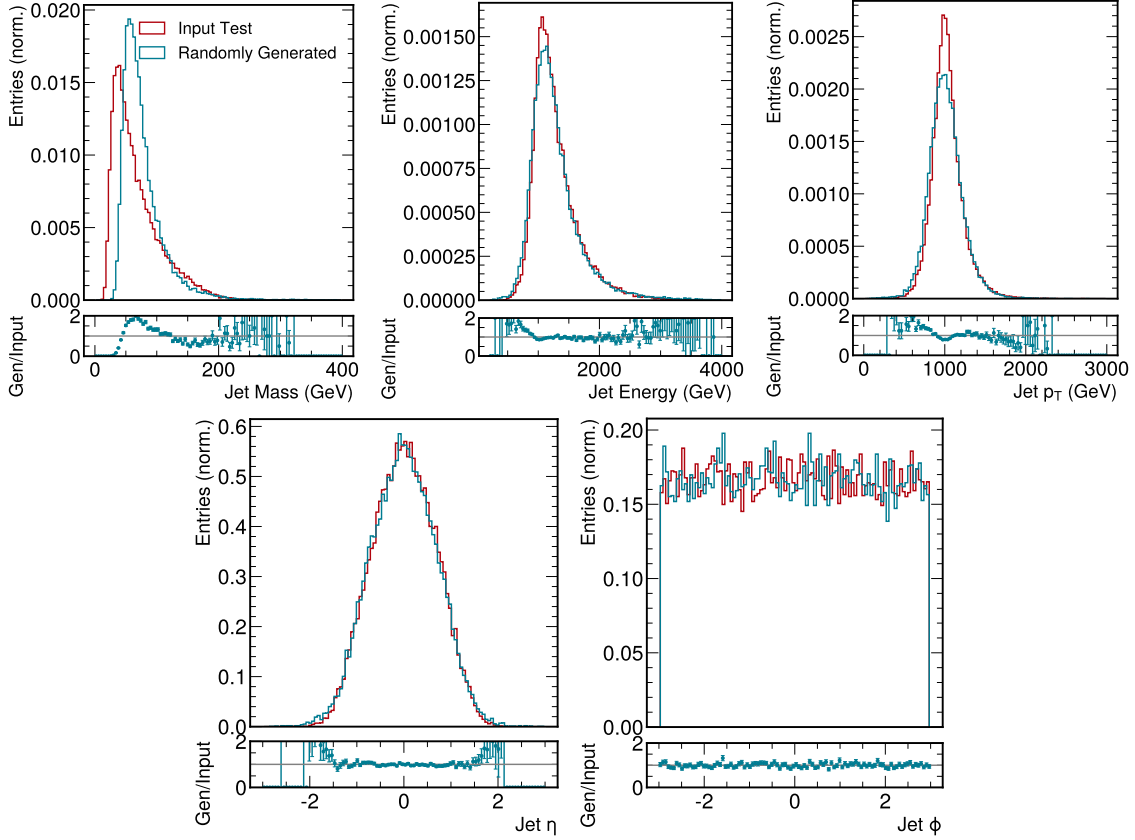 Entries (norm.)
0.020
0.015
0.010
0.005
0.000
Input Test
Randomly Generated
Gen/Input
2
0
0 200 400
Jet Mass (GeV)
Entries (norm.)
0.00150
0.00125
0.00100
0.00075
0.00050
0.00025
0.00000
Gen/Input
2
0
0 2000 4000
Jet Energy (GeV)
Entries (norm.)
0.0025
0.0020
0.0015
0.0010
0.0005
0.0000
Gen/Input
2
0
0 1000 2000 3000
Jet pT (GeV)
Entries (norm.)
0.6
0.5
0.4
0.3
0.2
0.1
0.0
Gen/Input
2
0
-2 0 2
Jet η
Entries (norm.)
0.20
0.15
0.10
0.05
0.00
Gen/Input
2
0
-2 0 2
Jet ϕ